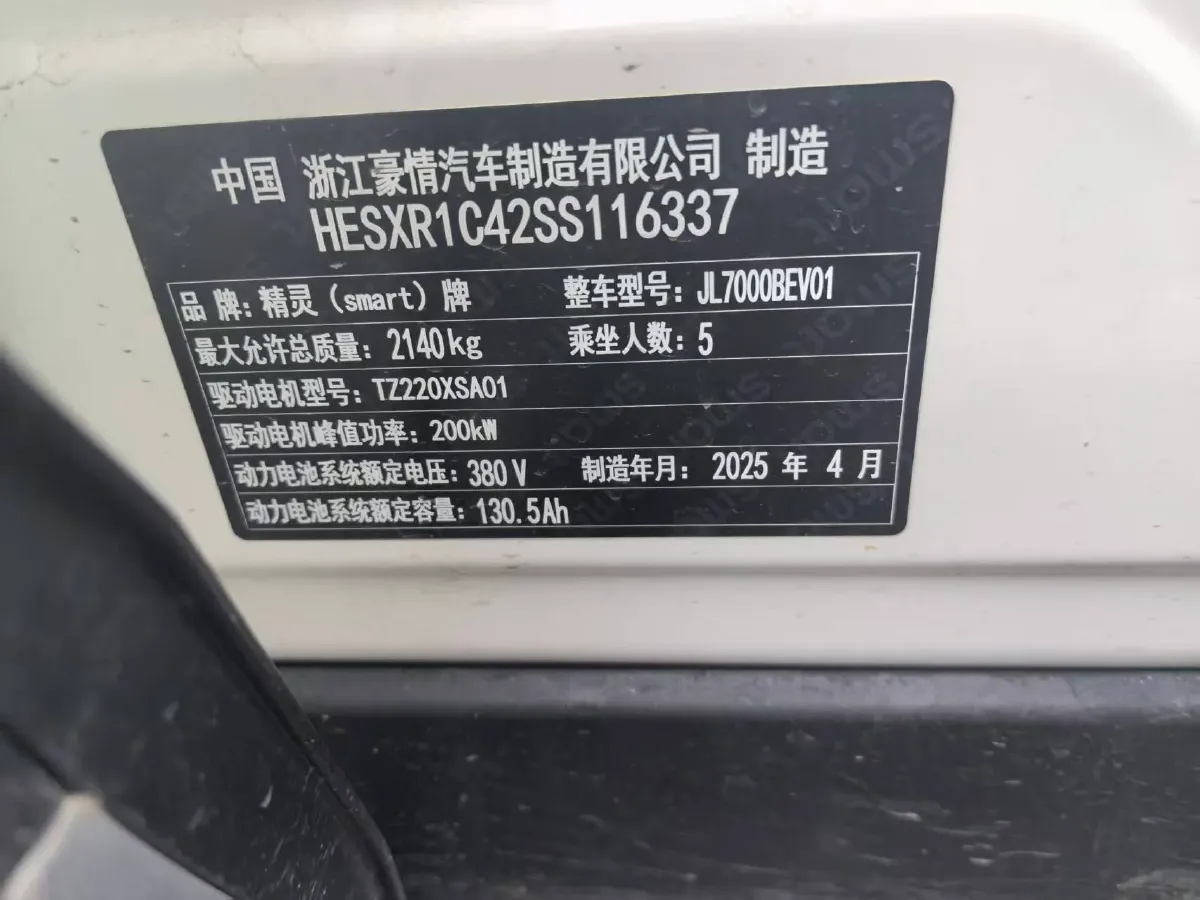 中国 浙江豪情汽车制造有限公司 制造
HESXR1C42SS116337
品牌:精灵(smart)牌 整车型号:JL7000BEV01
最大允许总质量:2140kg 乘坐人数:5
驱动电机型号:TZ220XSA01
驱动电机峰值功率:200kW
动力电池系统额定电压:380V 制造年月:2025年4月
动力电池系统额定容量:130.5Ah